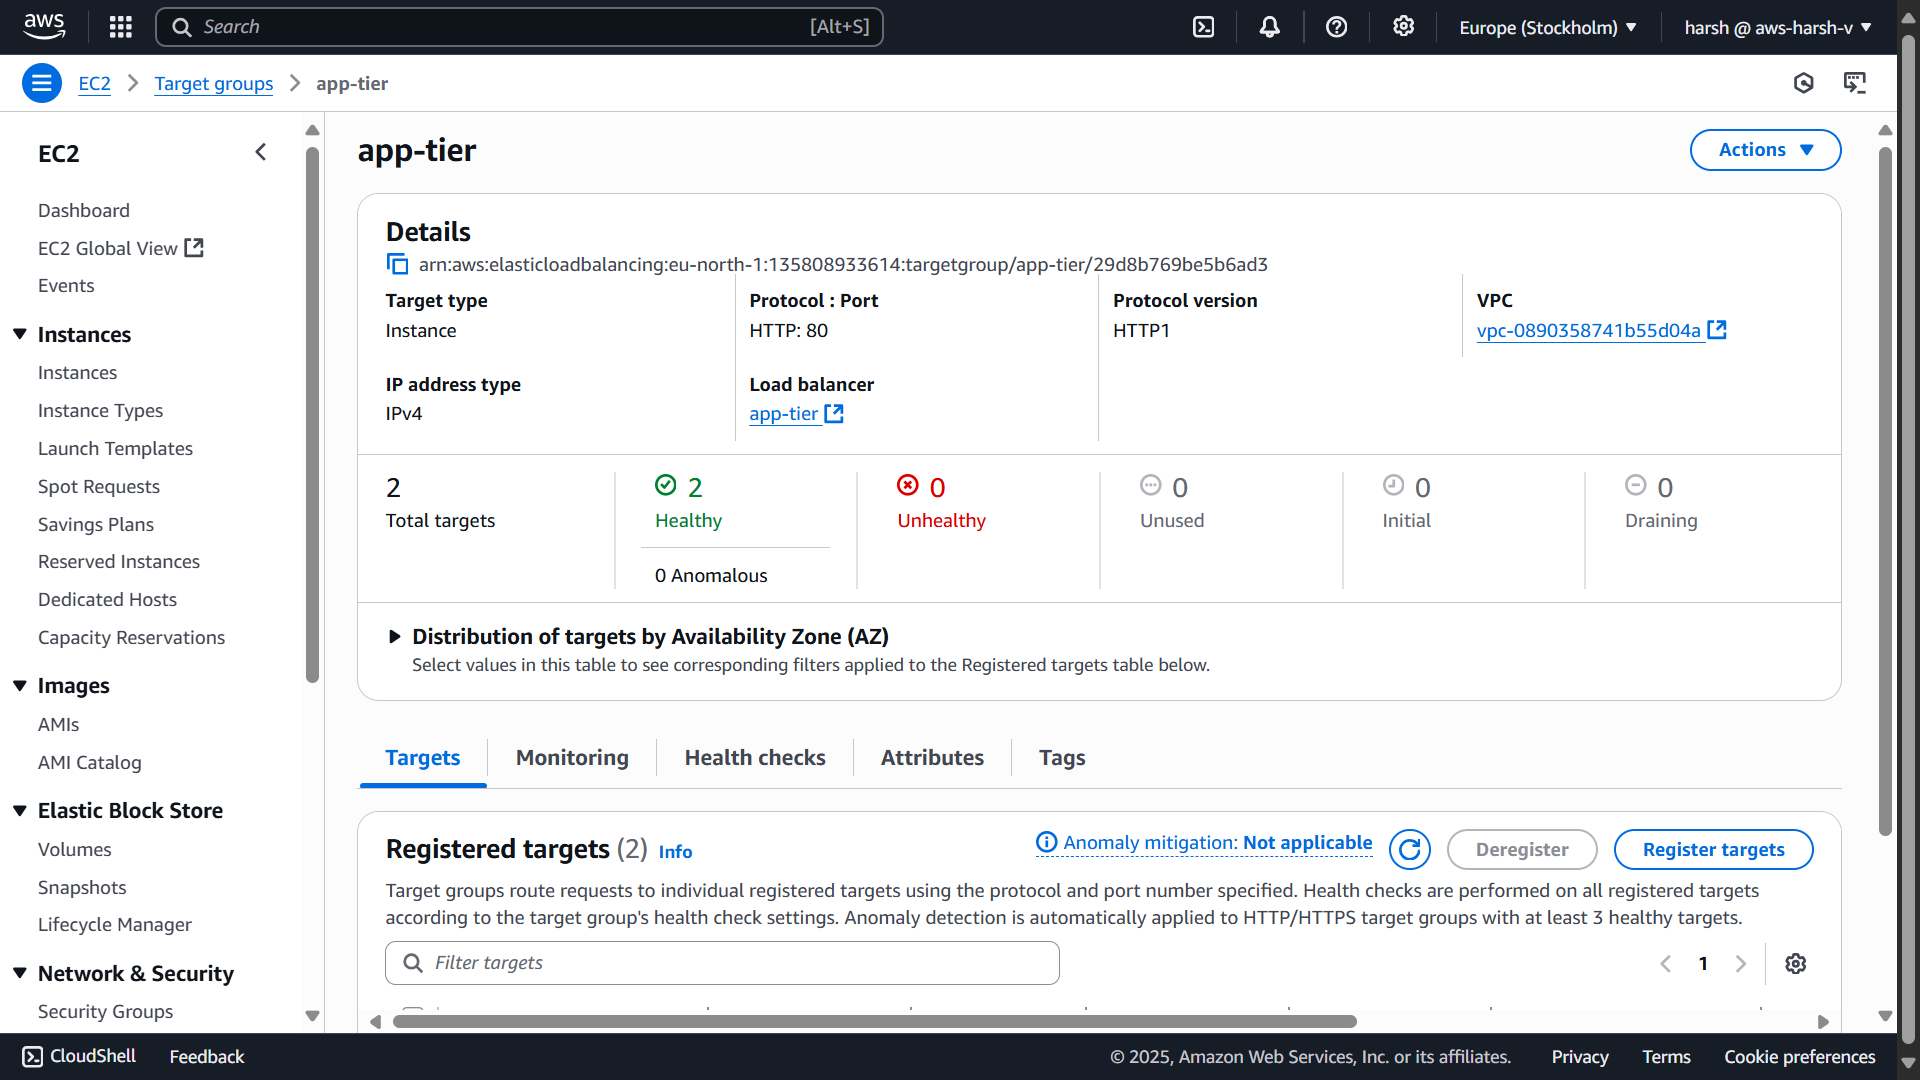 aws
Search [Alt+S]
Europe (Stockholm)
harsh @ aws-harsh-v
EC2
Target groups
app-tier
EC2
Dashboard
EC2 Global View
Events
Instances
Instances
Instance Types
Launch Templates
Spot Requests
Savings Plans
Reserved Instances
Dedicated Hosts
Capacity Reservations
Images
AMIs
AMI Catalog
Elastic Block Store
Volumes
Snapshots
Lifecycle Manager
Network & Security
Security Groups
app-tier
Actions
Details
arn:aws:elasticloadbalancing:eu-north-1:135808933614:targetgroup/app-tier/29d8b769be5b6ad3
Target type
Instance
Protocol : Port
HTTP: 80
Protocol version
HTTP1
VPC
vpc-0890358741b55d04a
IP address type
IPv4
Load balancer
app-tier
2
Total targets
2
Healthy
0 Anomalous
0
Unhealthy
0
Unused
0
Initial
0
Draining
Distribution of targets by Availability Zone (AZ)
Select values in this table to see corresponding filters applied to the Registered targets table below.
Targets
Monitoring
Health checks
Attributes
Tags
Registered targets (2) Info
Anomaly mitigation: Not applicable
Deregister
Register targets
Target groups route requests to individual registered targets using the protocol and port number specified. Health checks are performed on all registered targets
according to the target group's health check settings. Anomaly detection is automatically applied to HTTP/HTTPS target groups with at least 3 healthy targets.
Filter targets
1
CloudShell
Feedback
© 2025, Amazon Web Services, Inc. or its affiliates.
Privacy
Terms
Cookie preferences